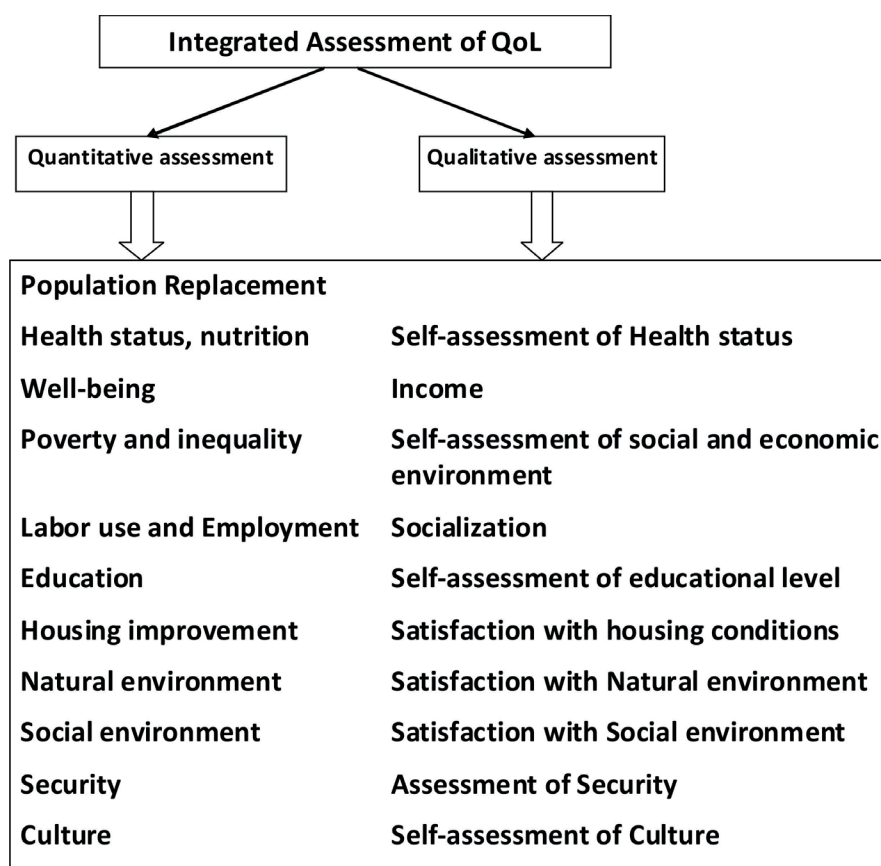 Integrated Assessment of QoL
Quantitative assessment
Qualitative assessment
Population Replacement
Health status, nutrition
Self-assessment of Health status
Well-being
Income
Poverty and inequality
Self-assessment of social and economic
environment
Labor use and Employment
Socialization
Education
Self-assessment of educational level
Housing improvement
Satisfaction with housing conditions
Natural environment
Satisfaction with Natural environment
Social environment
Satisfaction with Social environment
Security
Assessment of Security
Culture
Self-assessment of Culture